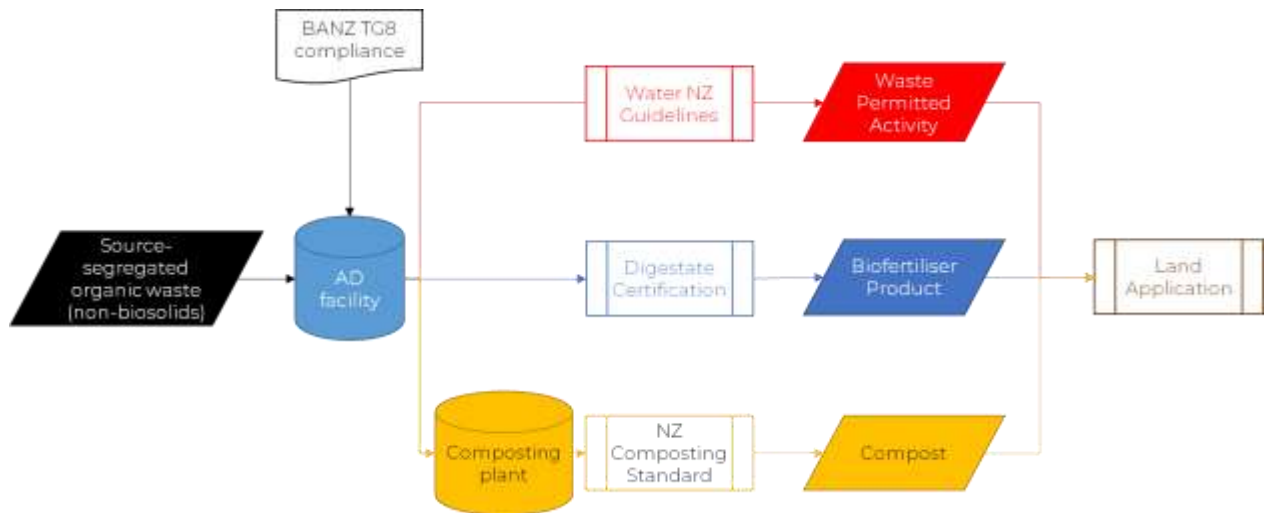 BANZ TG8
compliance
Water NZ
Guidelines
Waste
Permitted
Activity
Source-
segregated
organic waste
(non-biosolids)
AD
facility
Digestate
Certification
Biofertiliser
Product
Land
Application
Composting
plant
NZ
Composting
Standard
Compost